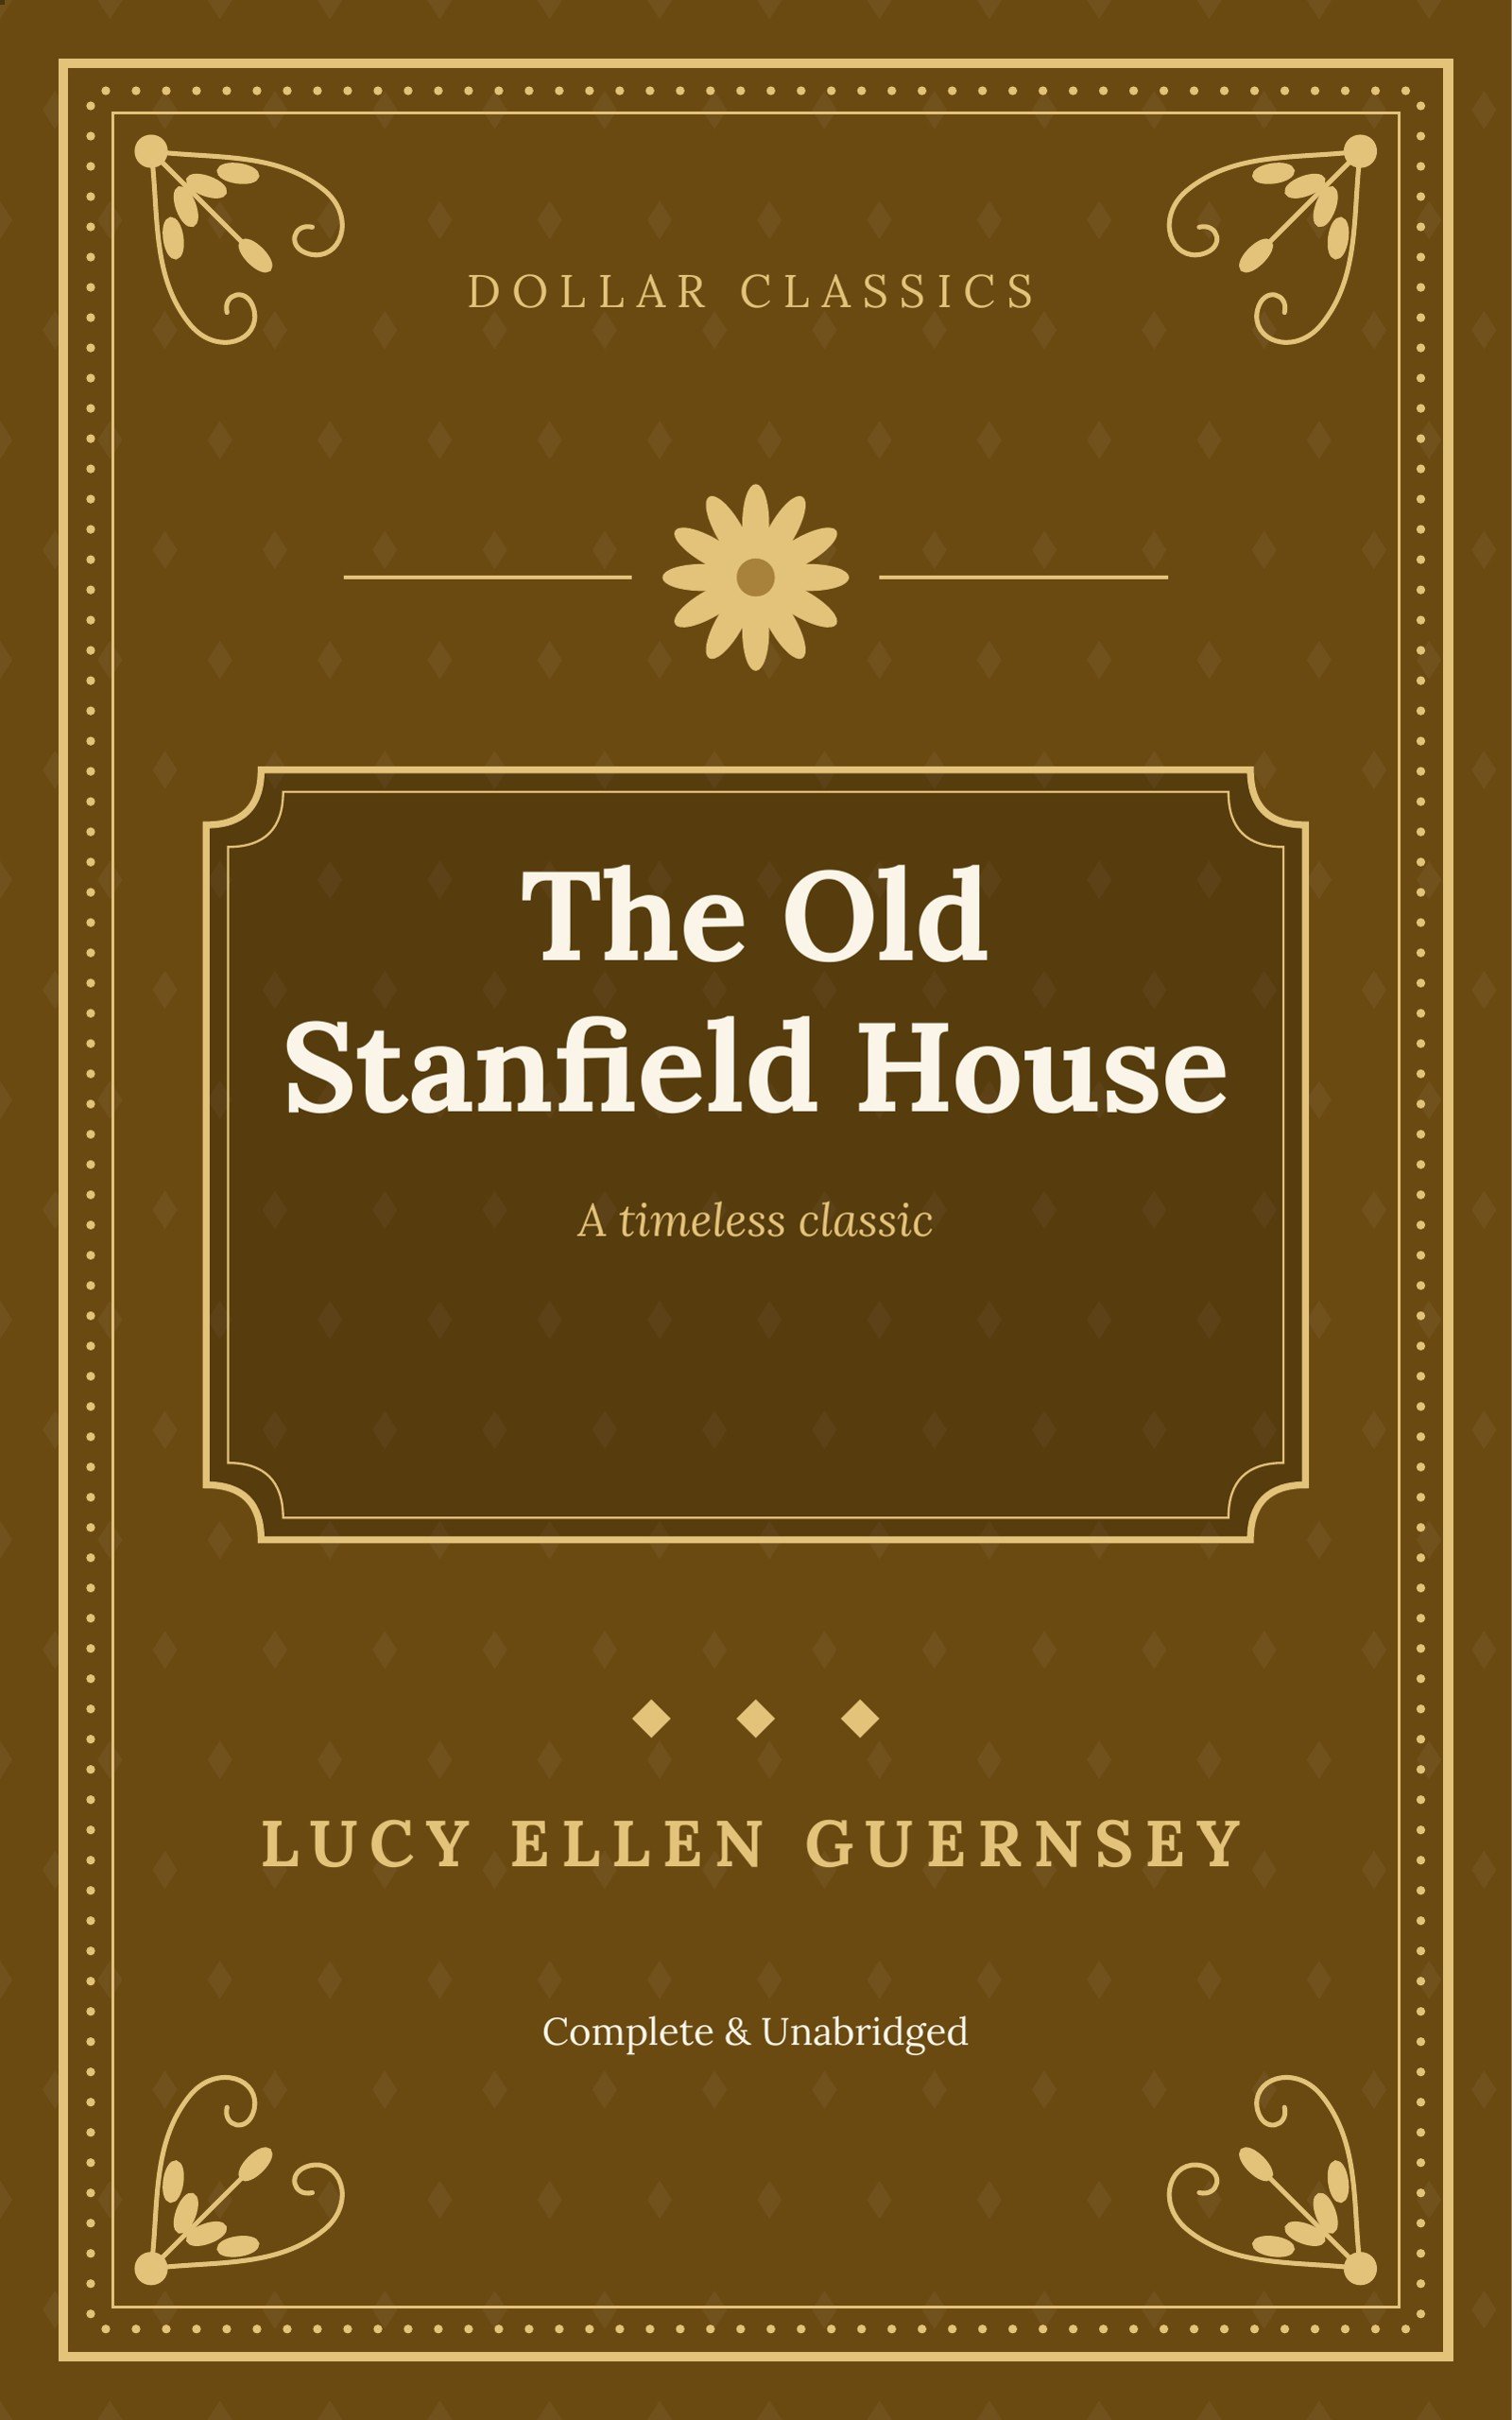 DOLLAR CLASSICS
The Old
Stanfield House
A timeless classic
LUCY ELLEN GUERNSEY
Complete & Unabridged